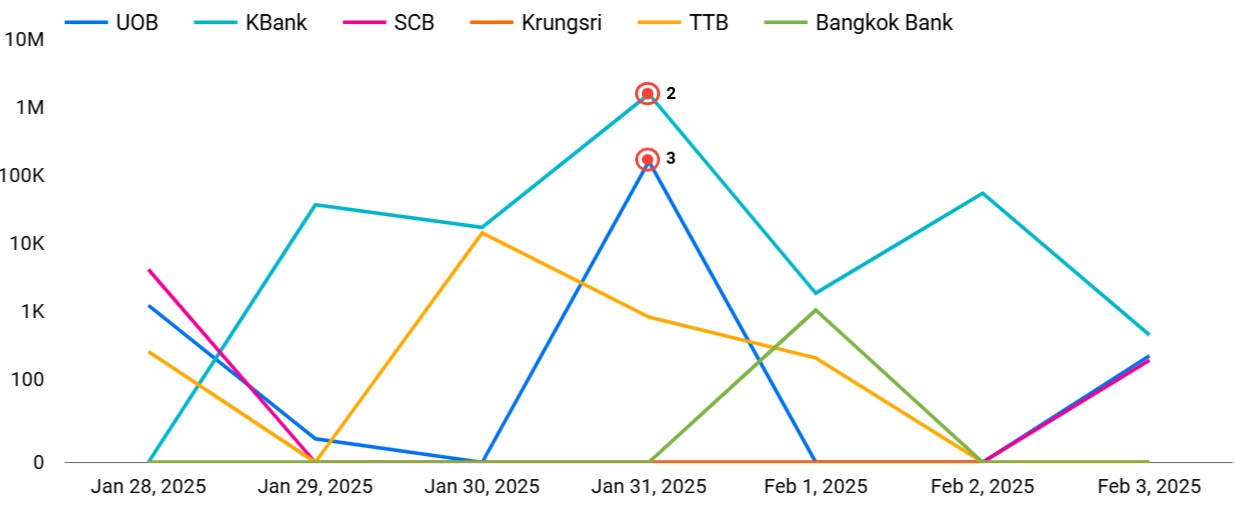 UOB KBank SCB Krungsri TTB Bangkok Bank
10M
1M
100K
10K
1K
100
0
2
3
Jan 28, 2025 Jan 29, 2025 Jan 30, 2025 Jan 31, 2025 Feb 1, 2025 Feb 2, 2025 Feb 3, 2025